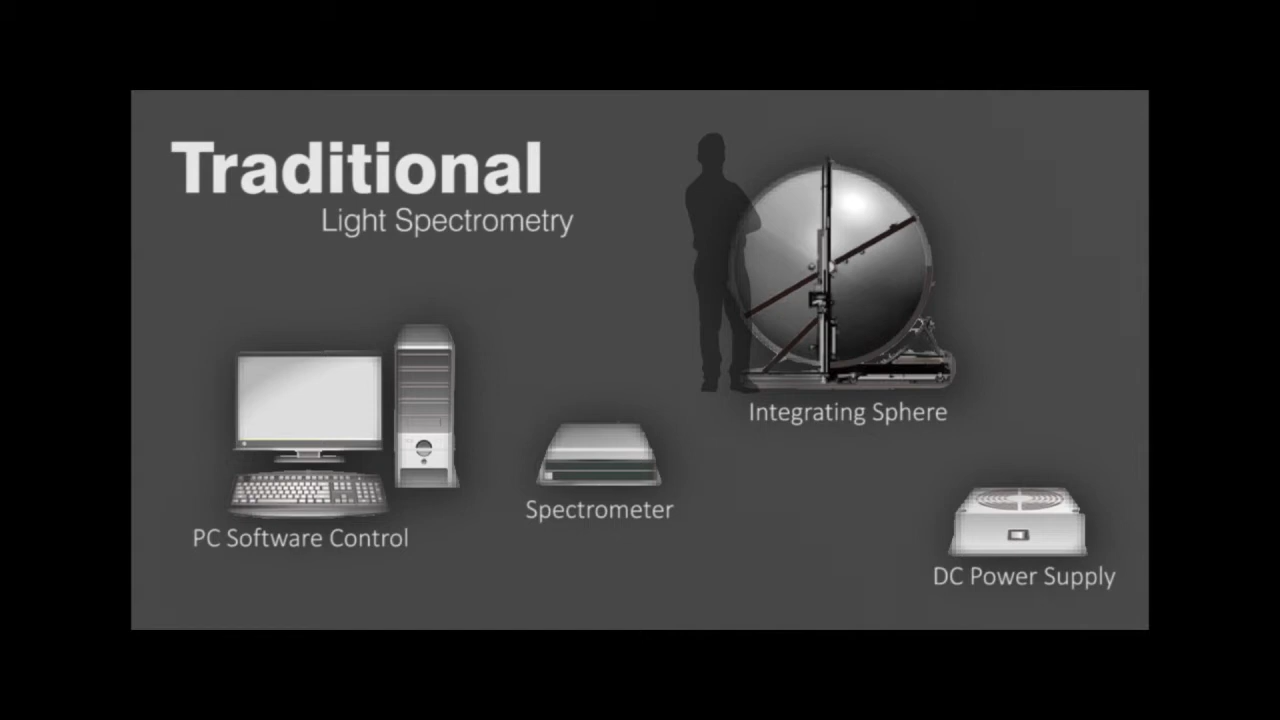 Traditional
Light Spectrometry
Integrating Sphere
Spectrometer
PC Software Control
DC Power Supply